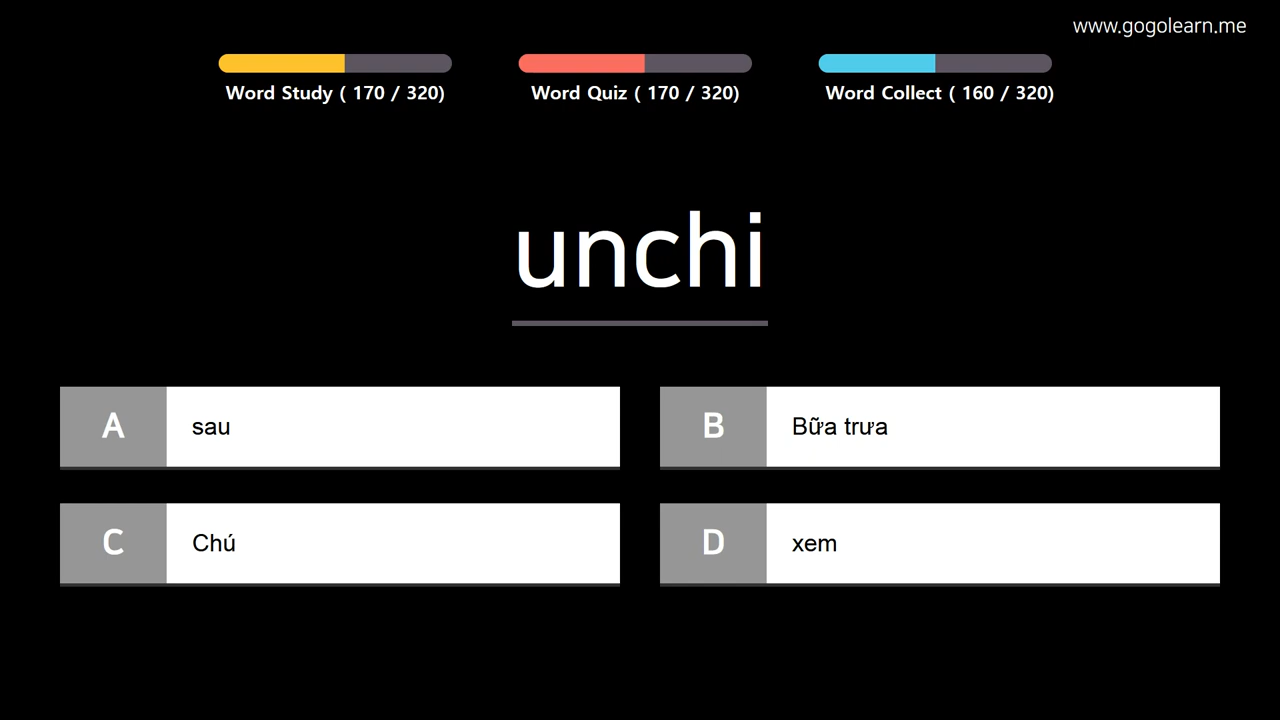 www.gogolearn.me
Word Study ( 170 / 320)
Word Quiz ( 170 / 320)
Word Collect ( 160 / 320)
unchi
A sau
B Bữa trưa
C Chú
D xem